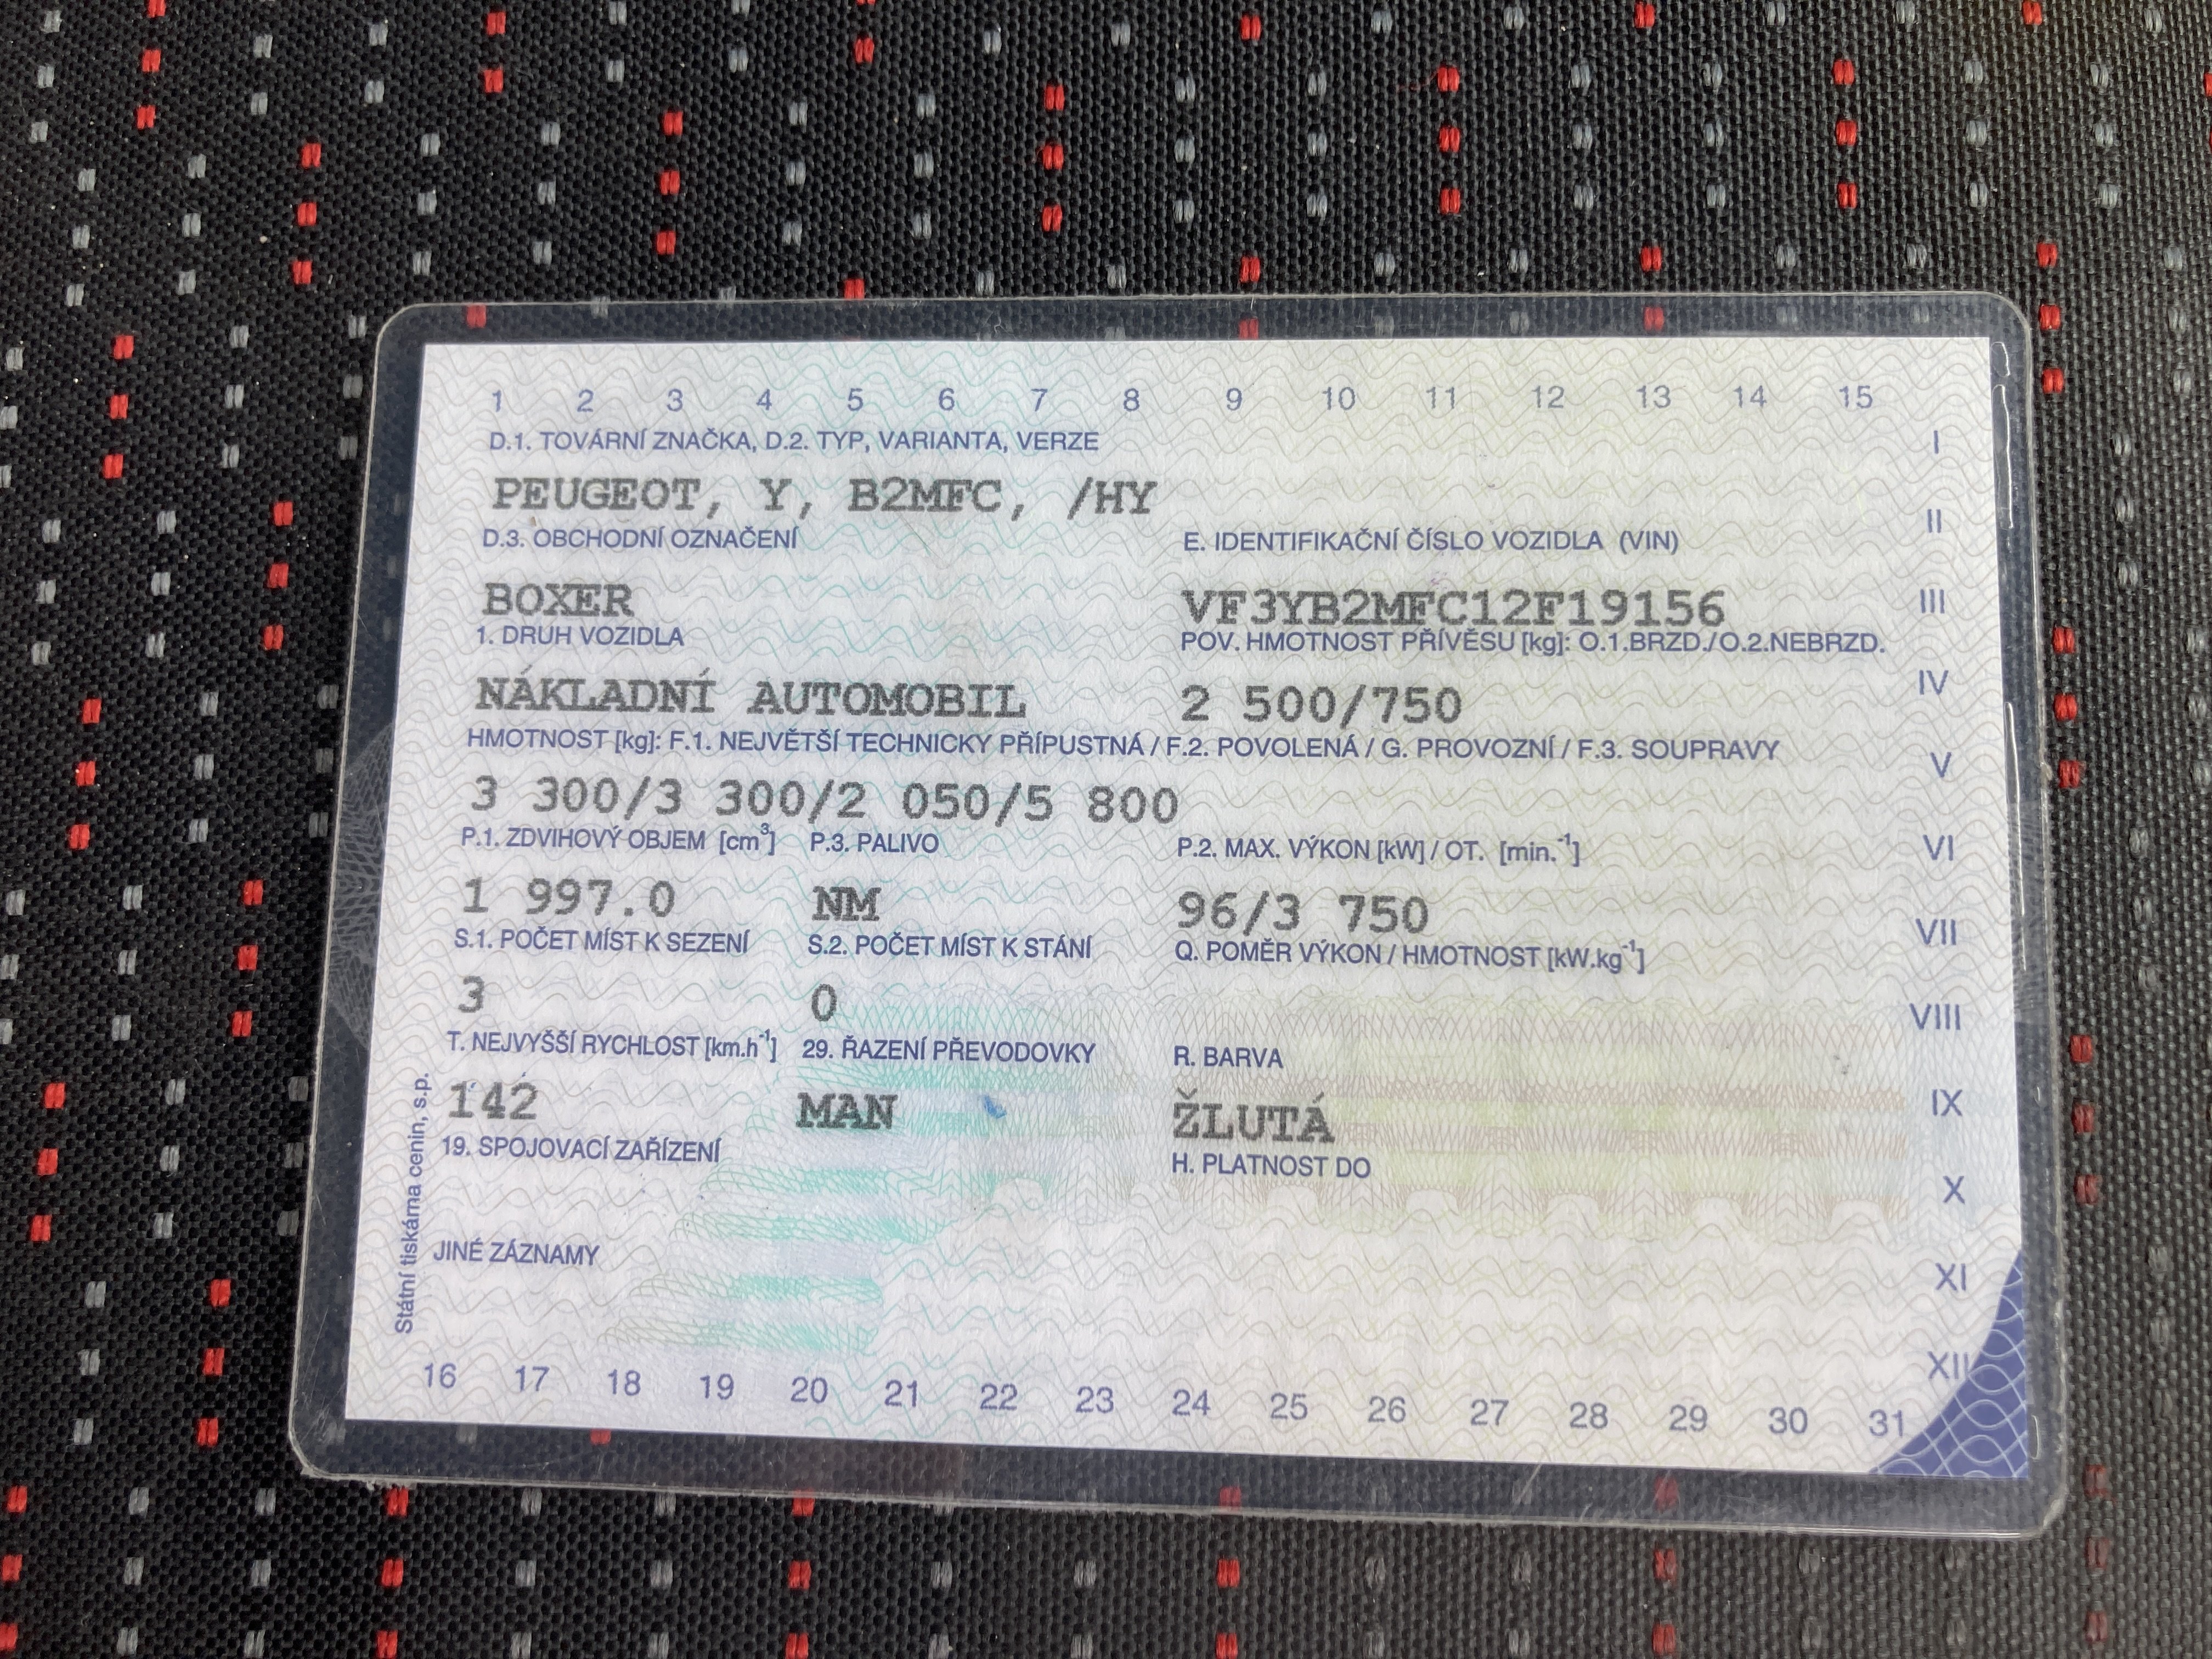 1 2 3 4 5 6 7 8 9 10 11 12 13 14 15
D.1. TOVÁRNÍ ZNAČKA, D.2. TYP, VARIANTA, VERZE
I
PEUGEOT, Y, B2MFC, /HY
II
D.3. OBCHODNÍ OZNAČENÍ E. IDENTIFIKAČNÍ ČÍSLO VOZIDLA (VIN)
BOXER VF3YB2MFC12F19156
III
1. DRUH VOZIDLA POV. HMOTNOST PŘÍVĚSU [kg]: O.1.BRZD./O.2.NEBRZD.
NÁKLADNÍ AUTOMOBIL 2 500/750
IV
HMOTNOST [kg]: F.1. NEJVĚTŠÍ TECHNICKY PŘÍPUSTNÁ / F.2. POVOLENÁ / G. PROVOZNÍ / F.3. SOUPRAVY
V
3 300/3 300/2 050/5 800
P.1. ZDVIHOVÝ OBJEM [cm³] P.3. PALIVO P.2. MAX. VÝKON [kW] / OT. [min.⁻¹]
VI
1 997.0 NM 96/3 750
VII
S.1. POČET MÍST K SEZENÍ S.2. POČET MÍST K STÁNÍ Q. POMĚR VÝKON / HMOTNOST [kW.kg⁻¹]
3 0
VIII
T. NEJVYŠŠÍ RYCHLOST [km.h⁻¹] 29. ŘAZENÍ PŘEVODOVKY R. BARVA
142 MAN ŽLUTÁ
IX
19. SPOJOVACÍ ZAŘÍZENÍ H. PLATNOST DO
X
JINÉ ZÁZNAMY
XI
XII
16 17 18 19 20 21 22 23 24 25 26 27 28 29 30 31
Státní tiskárna cenin, s.p.